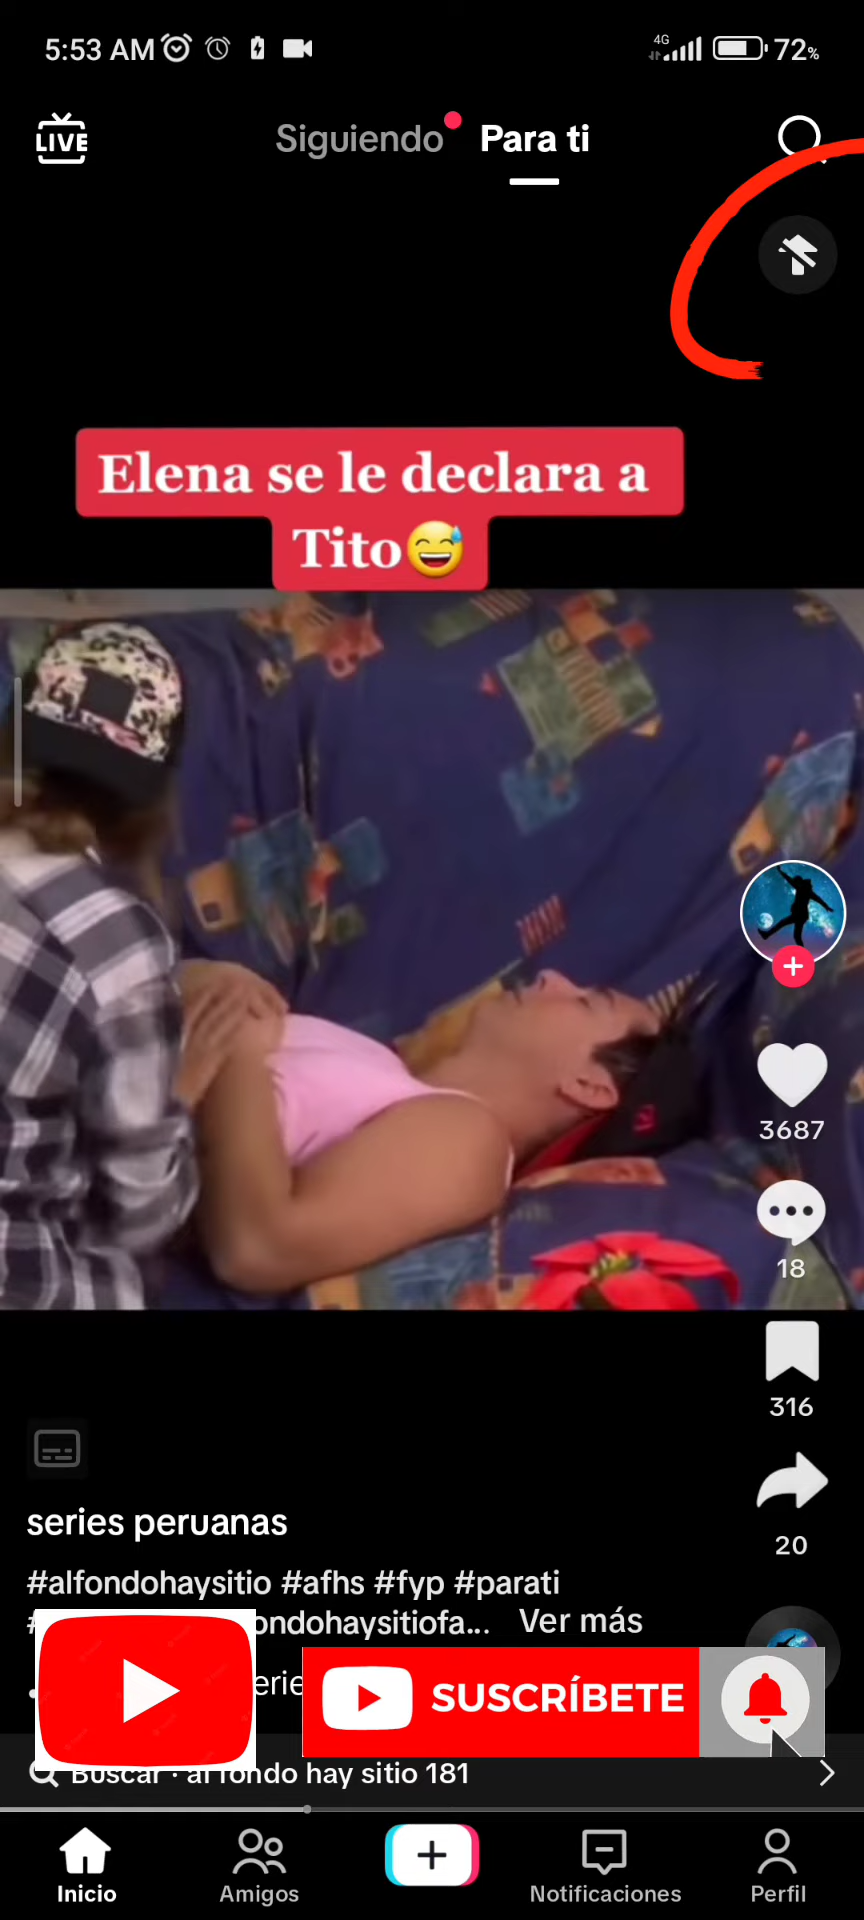 5:53 AM
4G
72%
LIVE
Siguiendo
Para ti
Elena se le declara a
Tito😅
3687
18
316
20
series peruanas
#alfondohaysitio #afhs #fyp #parati
#
ondohaysitiofa... Ver más
SUSCRÍBETE
Buscar · al fondo hay sitio 181
Inicio
Amigos
Notificaciones
Perfil